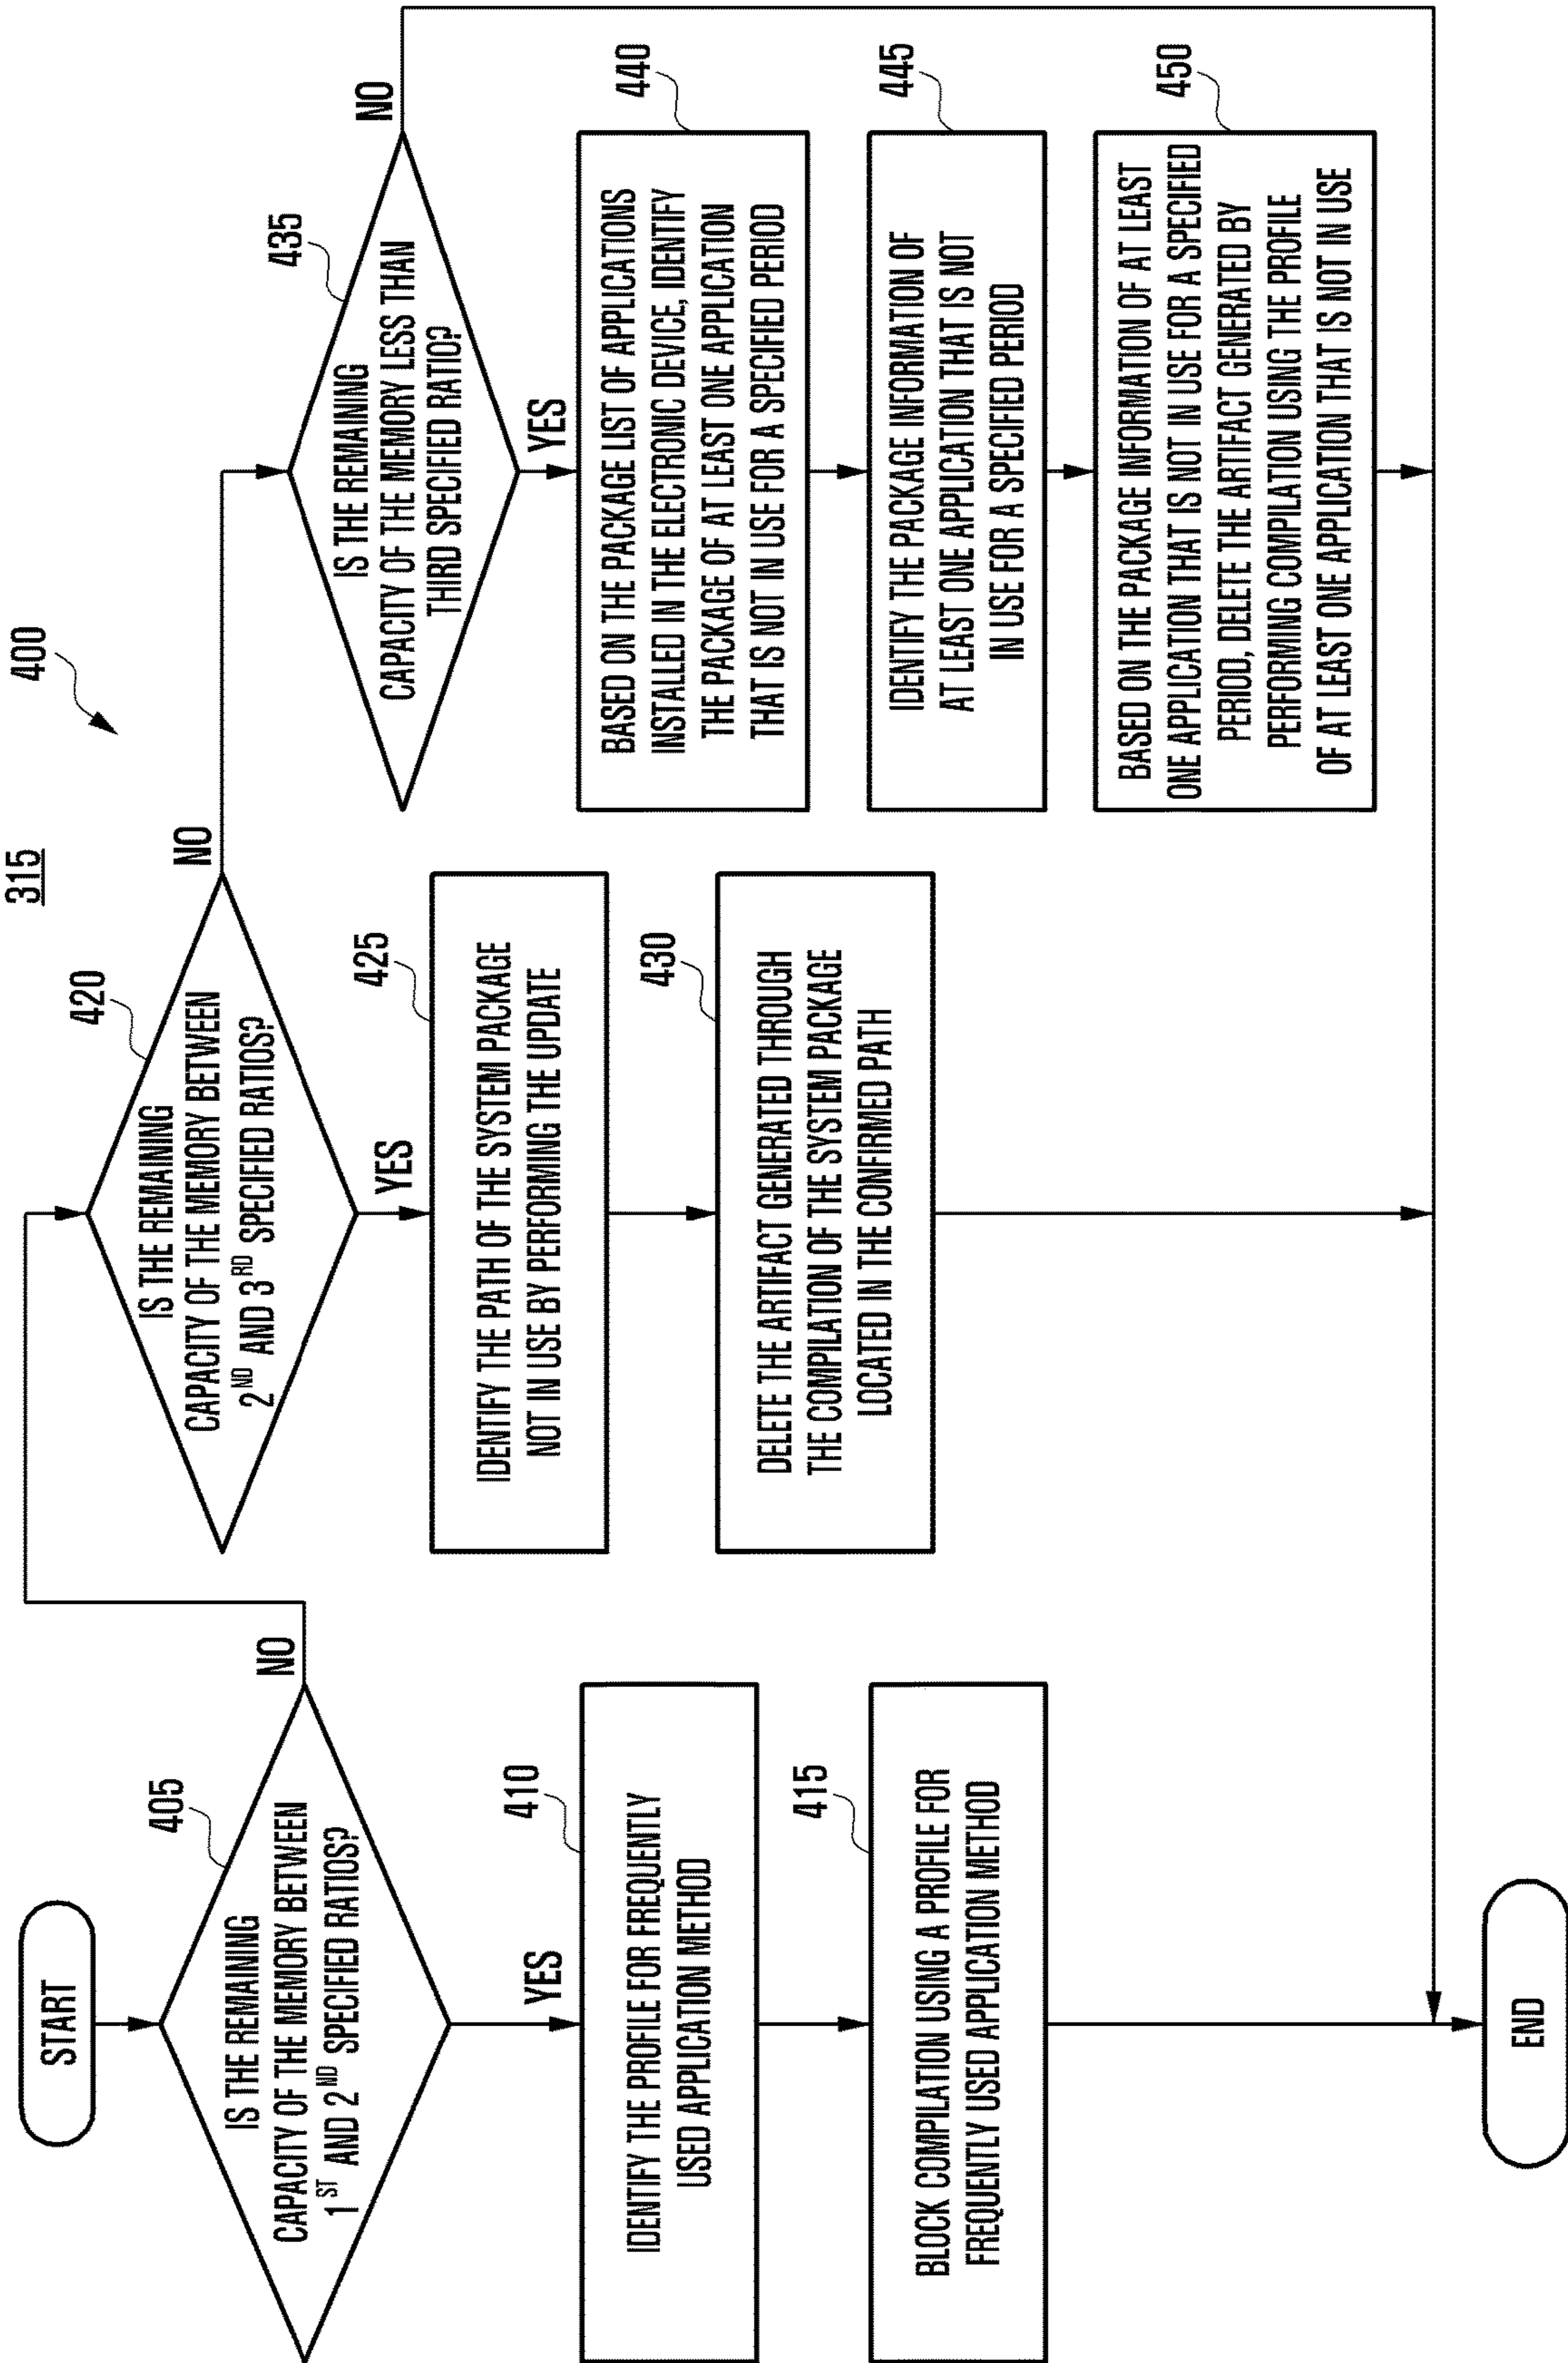 315
400
START
405
IS THE REMAINING
CAPACITY OF THE MEMORY BETWEEN
1ST AND 2ND SPECIFIED RATIOS?
NO
YES
410
IDENTIFY THE PROFILE FOR FREQUENTLY
USED APPLICATION METHOD
415
BLOCK COMPILATION USING A PROFILE FOR
FREQUENTLY USED APPLICATION METHOD
420
IS THE REMAINING
CAPACITY OF THE MEMORY BETWEEN
2ND AND 3RD SPECIFIED RATIOS?
NO
YES
425
IDENTIFY THE PATH OF THE SYSTEM PACKAGE
NOT IN USE BY PERFORMING THE UPDATE
430
DELETE THE ARTIFACT GENERATED THROUGH
THE COMPILATION OF THE SYSTEM PACKAGE
LOCATED IN THE CONFIRMED PATH
435
IS THE REMAINING
CAPACITY OF THE MEMORY LESS THAN
THIRD SPECIFIED RATIO?
NO
YES
440
BASED ON THE PACKAGE LIST OF APPLICATIONS
INSTALLED IN THE ELECTRONIC DEVICE, IDENTIFY
THE PACKAGE OF AT LEAST ONE APPLICATION
THAT IS NOT IN USE FOR A SPECIFIED PERIOD
445
IDENTIFY THE PACKAGE INFORMATION OF
AT LEAST ONE APPLICATION THAT IS NOT
IN USE FOR A SPECIFIED PERIOD
450
BASED ON THE PACKAGE INFORMATION OF AT LEAST
ONE APPLICATION THAT IS NOT IN USE FOR A SPECIFIED
PERIOD, DELETE THE ARTIFACT GENERATED BY
PERFORMING COMPILATION USING THE PROFILE
OF AT LEAST ONE APPLICATION THAT IS NOT IN USE
END